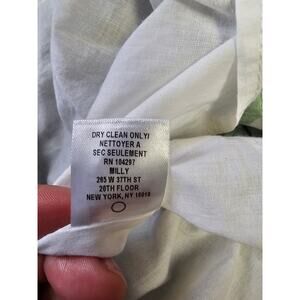 DRY CLEAN ONLY!
NETTOYER A
SEC SEULEMENT
RN 104297
MILLY
265 W 37TH ST
20TH FLOOR
NEW YORK, NY 10018